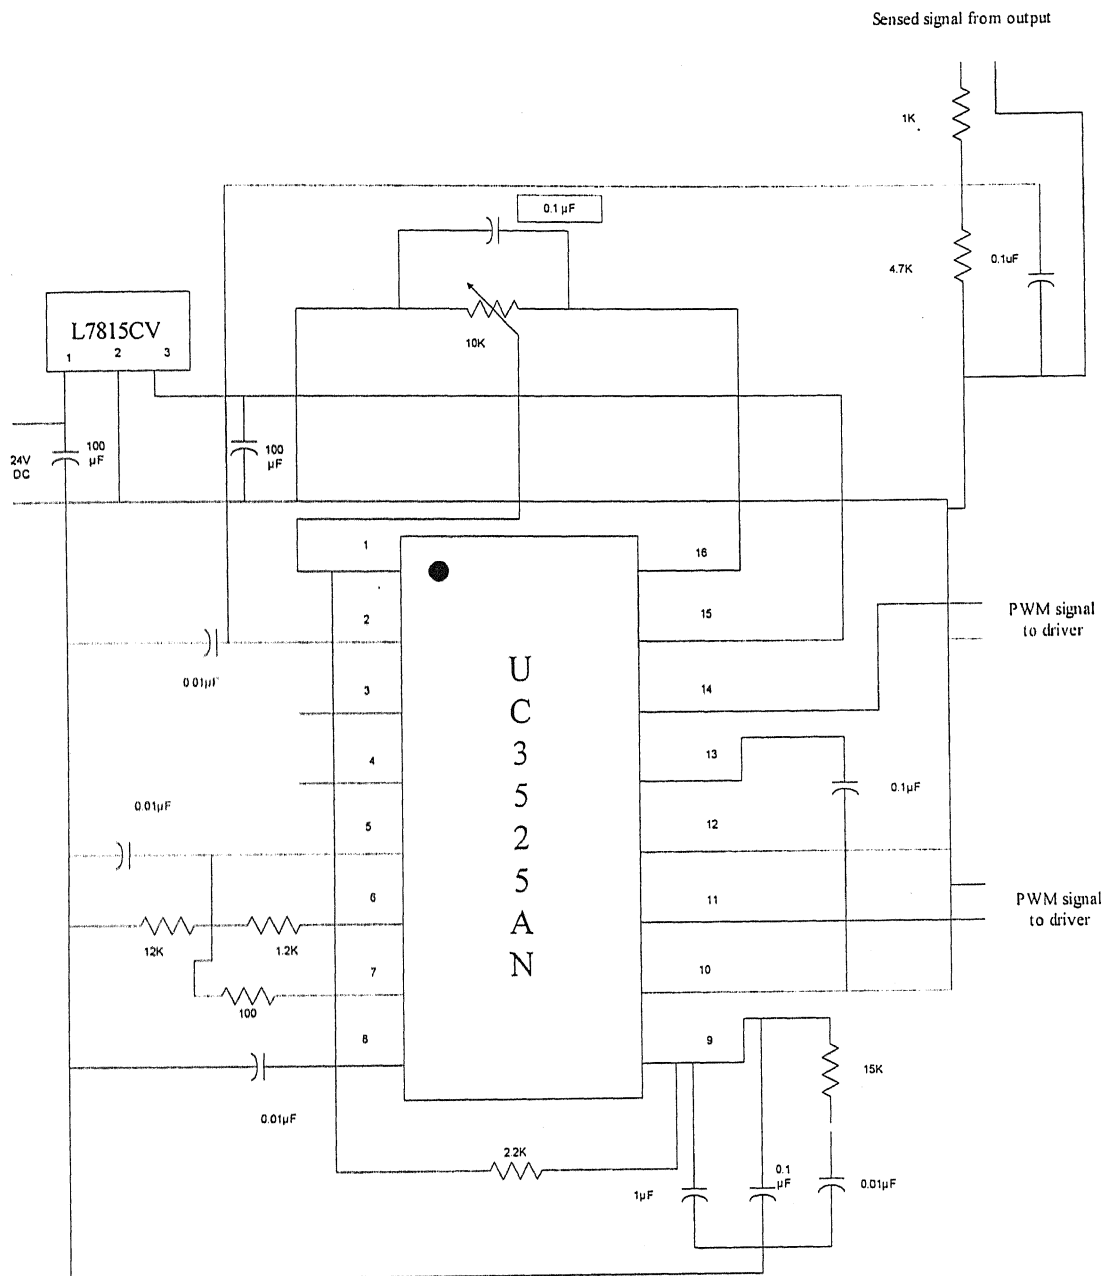 Sensed signal from output
1K
0.1 µF
4.7K
0.1uF
L7815CV
1 2 3
10K
24V
DC
100
µF
100
µF
1
16
2
15
PWM signal
to driver
0.01µF
3
14
4
13
0.1µF
0.01µF
5
12
6
11
PWM signal
to driver
12K
1.2K
7
10
100
8
9
15K
0.01µF
U
C
3
5
2
5
A
N
2.2K
1µF
0.1
µF
0.01µF